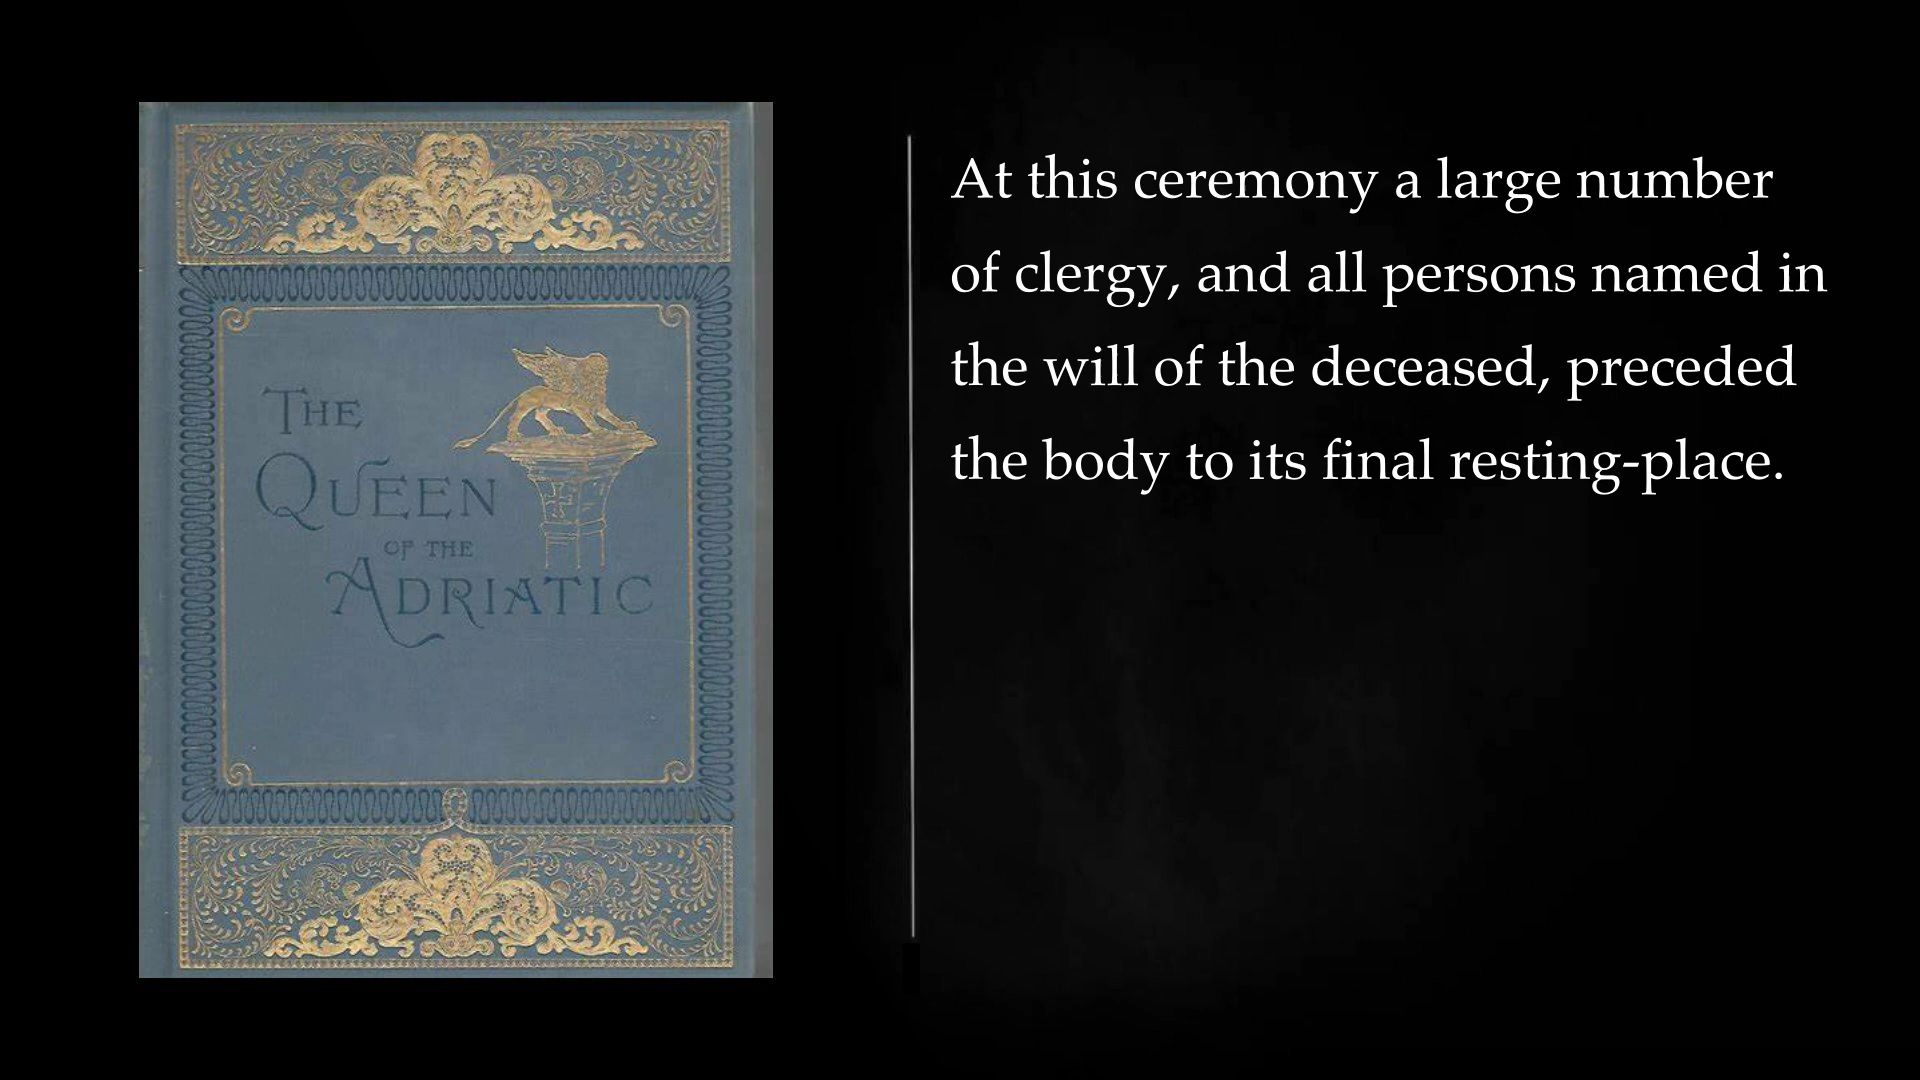 THE
QUEEN
OF THE
ADRIATIC
At this ceremony a large number
of clergy, and all persons named in
the will of the deceased, preceded
the body to its final resting-place.